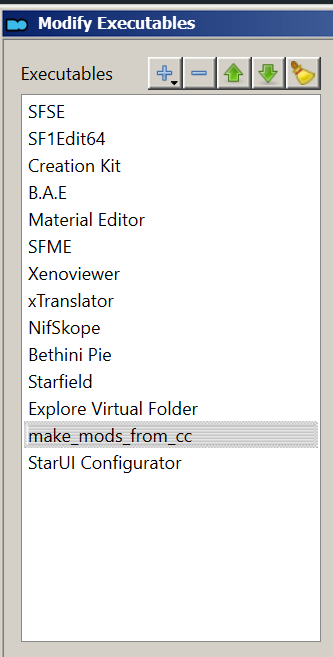 Modify Executables
Executables
SFSE
SF1Edit64
Creation Kit
B.A.E
Material Editor
SFME
Xenoviewer
xTranslator
NifSkope
Bethini Pie
Starfield
Explore Virtual Folder
make_mods_from_cc
StarUI Configurator